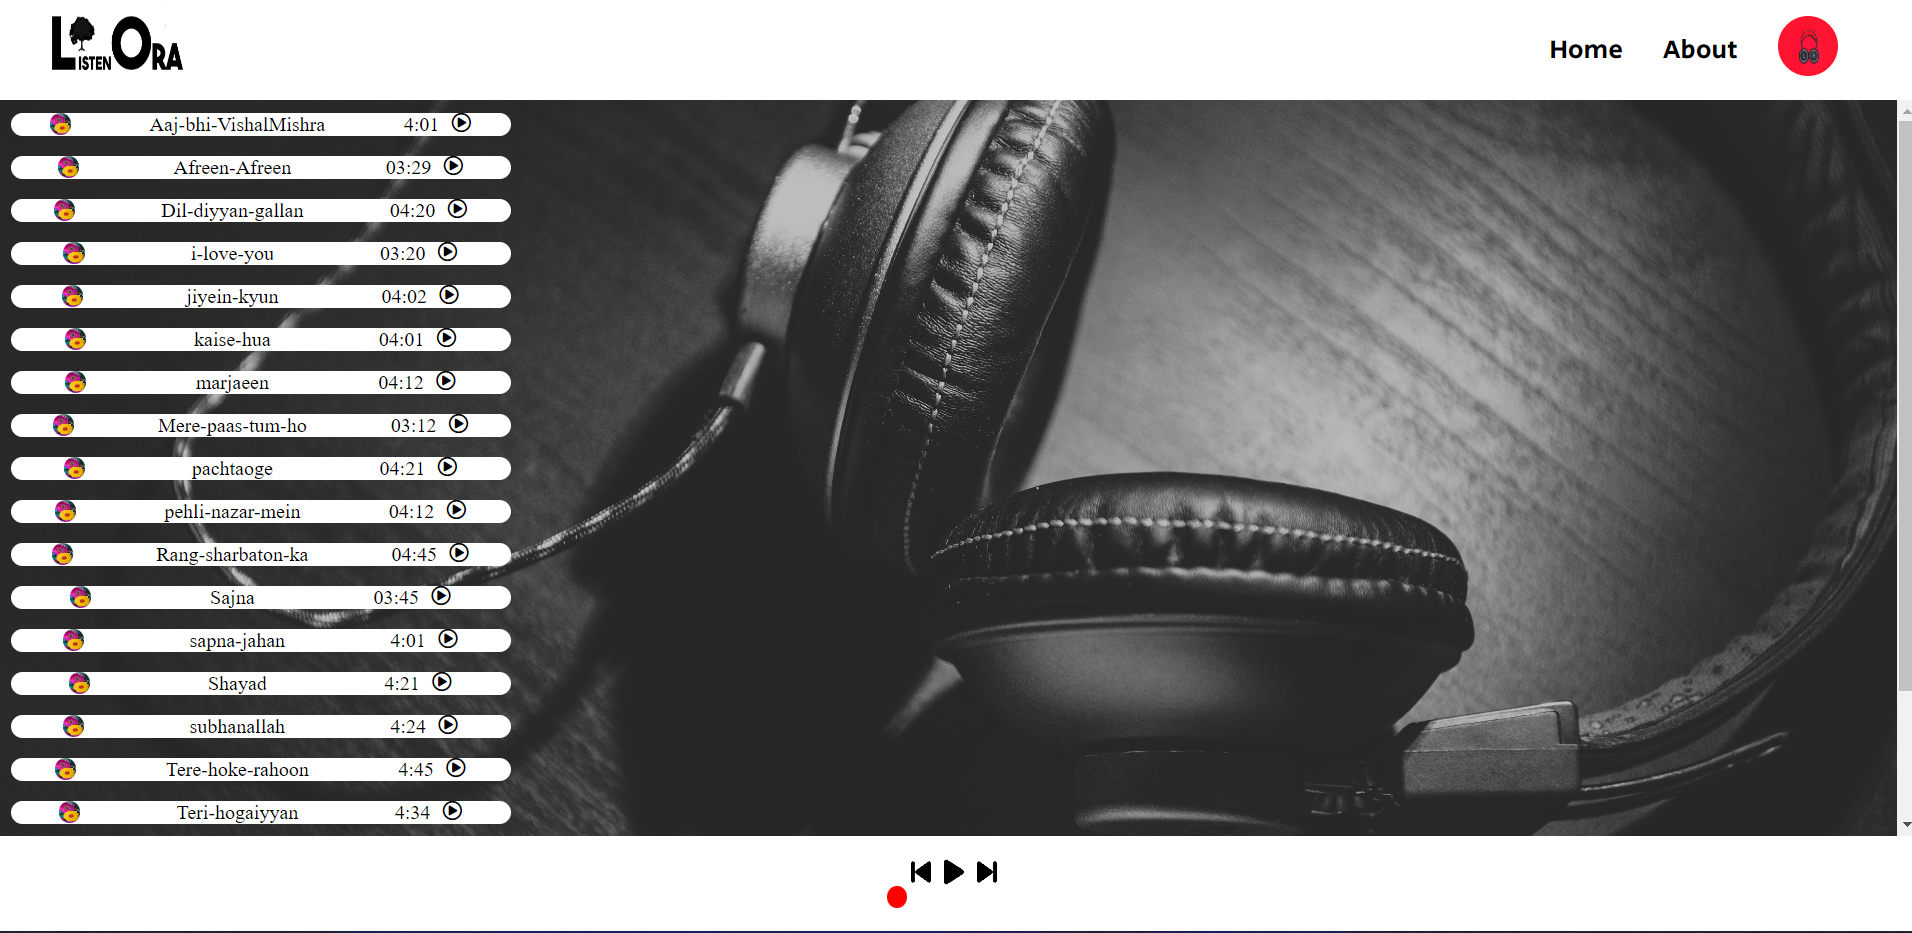 LISTEN ORA
Home About
Aaj-bhi-VishalMishra 4:01
Afreen-Afreen 03:29
Dil-diyyan-gallan 04:20
i-love-you 03:20
jiyein-kyun 04:02
kaise-hua 04:01
marjaeen 04:12
Mere-paas-tum-ho 03:12
pachtaoge 04:21
pehli-nazar-mein 04:12
Rang-sharbaton-ka 04:45
Sajna 03:45
sapna-jahan 4:01
Shayad 4:21
subhanallah 4:24
Tere-hoke-rahoon 4:45
Teri-hogaiyyan 4:34